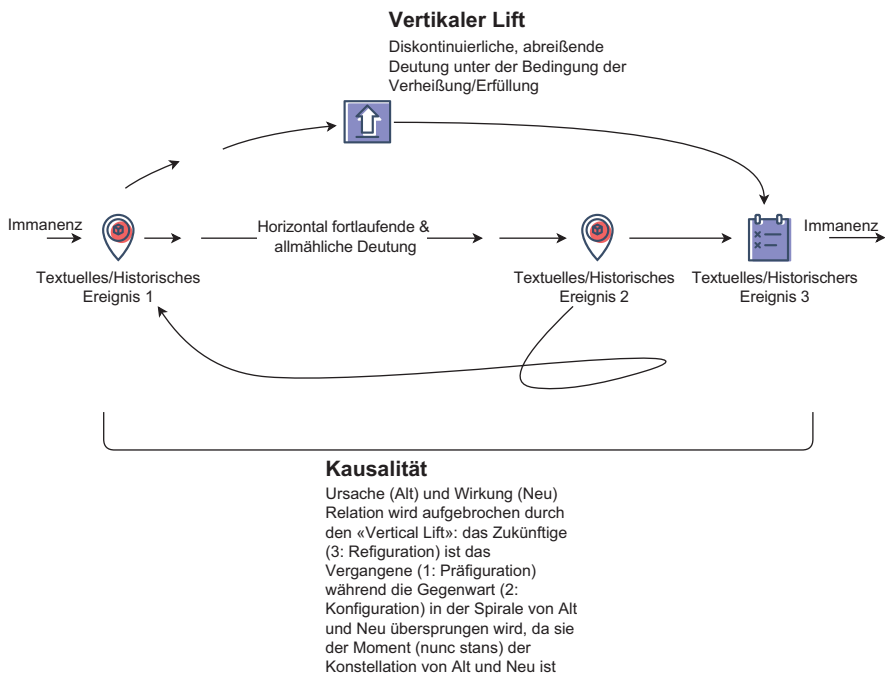 Vertikaler Lift
Diskontinuierliche, abreißende
Deutung unter der Bedingung der
Verheißung/Erfüllung
Immanenz
Horizontal fortlaufende &
allmähliche Deutung
Immanenz
Textuelles/Historisches
Ereignis 1
Textuelles/Historisches
Ereignis 2
Textuelles/Historischers
Ereignis 3
Kausalität
Ursache (Alt) und Wirkung (Neu)
Relation wird aufgebrochen durch
den «Vertical Lift»: das Zukünftige
(3: Refiguration) ist das
Vergangene (1: Präfiguration)
während die Gegenwart (2:
Konfiguration) in der Spirale von Alt
und Neu übersprungen wird, da sie
der Moment (nunc stans) der
Konstellation von Alt und Neu ist